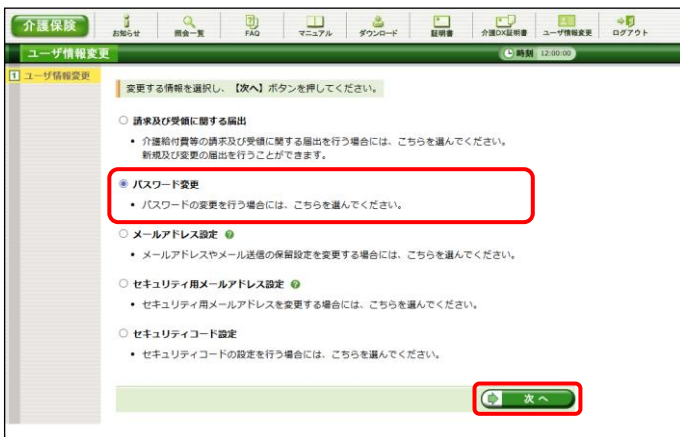 介護保険
お知らせ 照会一覧 FAQ マニュアル ダウンロード 証明書 介護DX証明書 ユーザ情報変更 ログアウト
ユーザ情報変更 時刻 12:00:00
1 ユーザ情報変更
変更する情報を選択し、【次へ】ボタンを押してください。
請求及び受領に関する届出
• 介護給付費等の請求及び受領に関する届出を行う場合には、こちらを選んでください。
新規及び変更の届出を行うことができます。
パスワード変更
• パスワードの変更を行う場合には、こちらを選んでください。
メールアドレス設定 ?
• メールアドレスやメール送信の保留設定を変更する場合には、こちらを選んでください。
セキュリティ用メールアドレス設定 ?
• セキュリティ用メールアドレスを変更する場合には、こちらを選んでください。
セキュリティコード設定
• セキュリティコードの設定を行う場合には、こちらを選んでください。
次へ